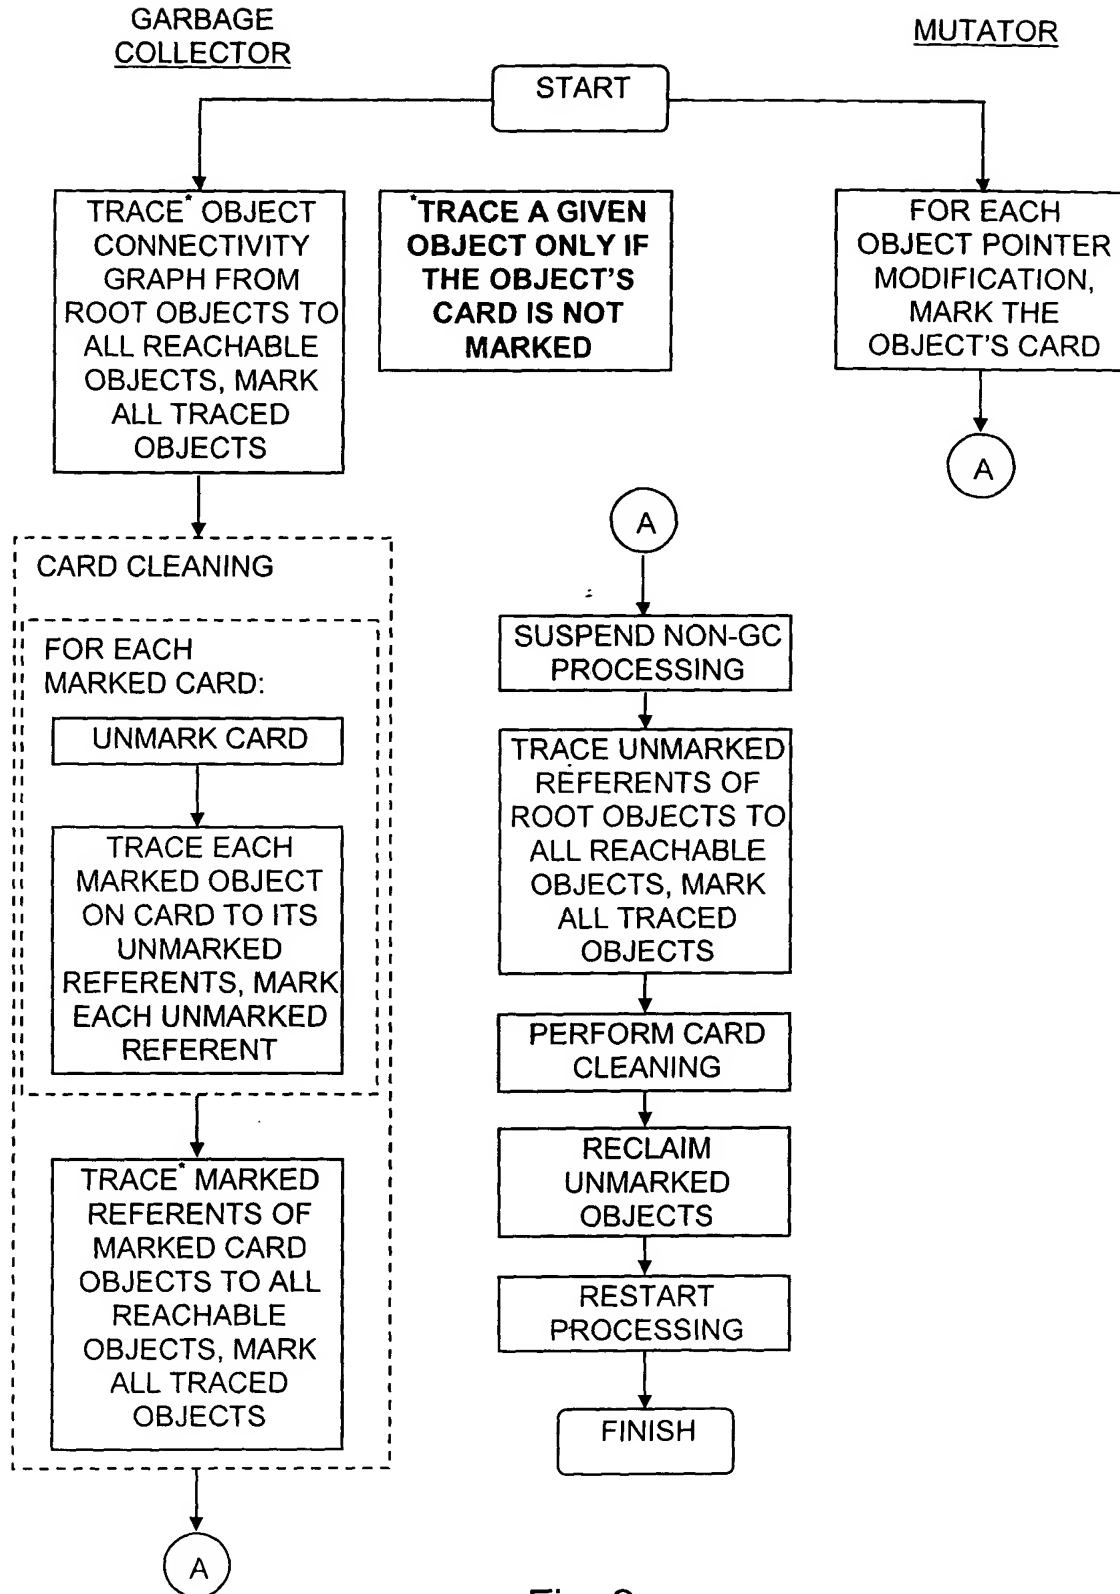 GARBAGE
COLLECTOR
MUTATOR
START
TRACE* OBJECT
CONNECTIVITY
GRAPH FROM
ROOT OBJECTS TO
ALL REACHABLE
OBJECTS, MARK
ALL TRACED
OBJECTS
*TRACE A GIVEN
OBJECT ONLY IF
THE OBJECT'S
CARD IS NOT
MARKED
FOR EACH
OBJECT POINTER
MODIFICATION,
MARK THE
OBJECT'S CARD
A
CARD CLEANING
FOR EACH
MARKED CARD:
UNMARK CARD
TRACE EACH
MARKED OBJECT
ON CARD TO ITS
UNMARKED
REFERENTS, MARK
EACH UNMARKED
REFERENT
TRACE* MARKED
REFERENTS OF
MARKED CARD
OBJECTS TO ALL
REACHABLE
OBJECTS, MARK
ALL TRACED
OBJECTS
A
A
SUSPEND NON-GC
PROCESSING
TRACE UNMARKED
REFERENTS OF
ROOT OBJECTS TO
ALL REACHABLE
OBJECTS, MARK
ALL TRACED
OBJECTS
PERFORM CARD
CLEANING
RECLAIM
UNMARKED
OBJECTS
RESTART
PROCESSING
FINISH